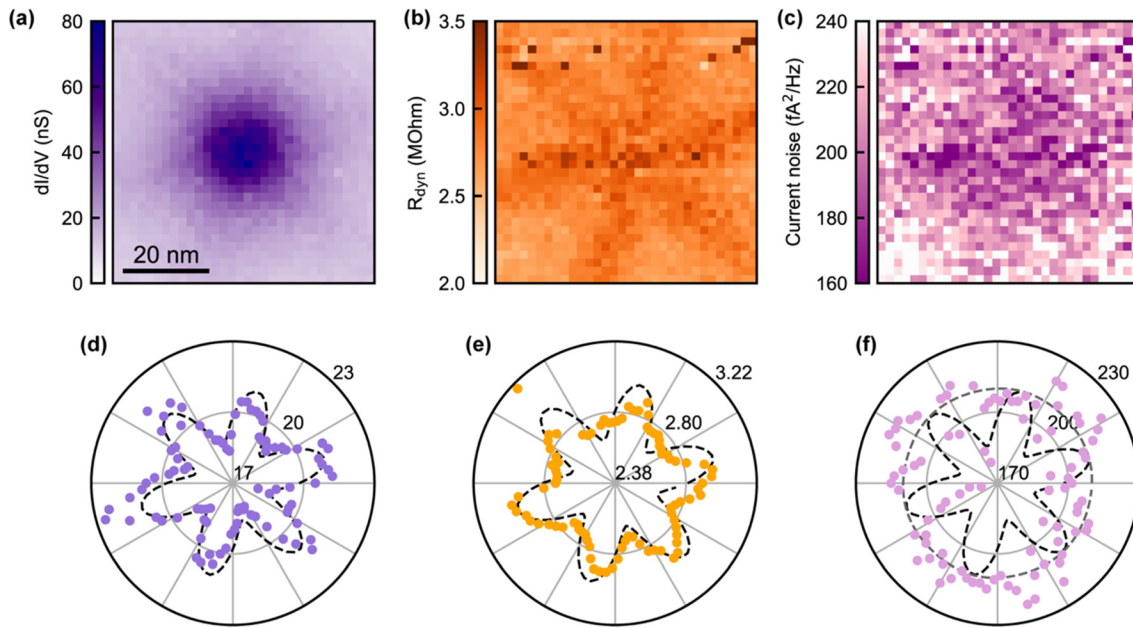 (a)
80
60
40
20
0
dI/dV (nS)
20 nm
(b)
3.5
3.0
2.5
2.0
Rdyn (MOhm)
(c)
240
220
200
180
160
Current noise (fA²/Hz)
(d)
23
20
17
(e)
3.22
2.80
2.38
(f)
230
200
170